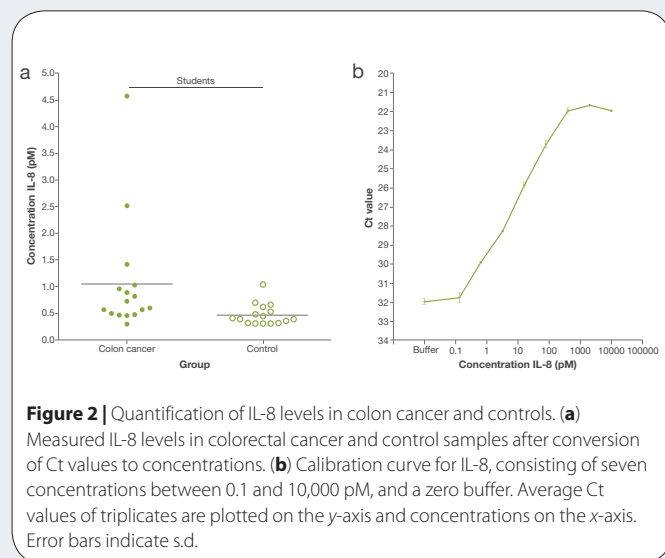 a
Students
5.0
4.5
4.0
3.5
3.0
2.5
2.0
1.5
1.0
0.5
0.0
Concentration IL-8 (pM)
Colon cancer
Control
Group
b
20
21
22
23
24
25
26
27
28
29
30
31
32
33
34
Ct value
Buffer 0.1 1 10 100 1000 10000 100000
Concentration IL-8 (pM)
Figure 2 | Quantification of IL-8 levels in colon cancer and controls. (a)
Measured IL-8 levels in colorectal cancer and control samples after conversion
of Ct values to concentrations. (b) Calibration curve for IL-8, consisting of seven
concentrations between 0.1 and 10,000 pM, and a zero buffer. Average Ct
values of triplicates are plotted on the y-axis and concentrations on the x-axis.
Error bars indicate s.d.